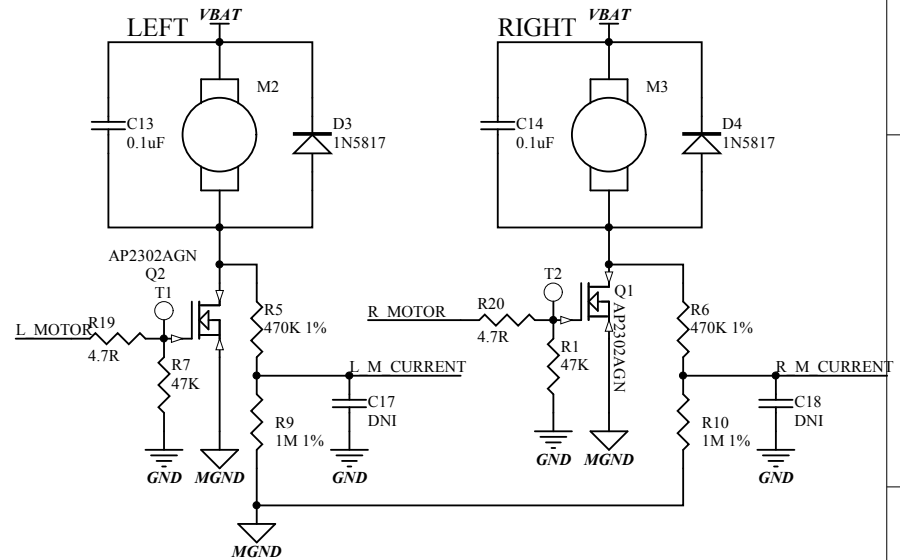 VBAT
LEFT
M2
C13
0.1uF
D3
1N5817
AP2302AGN
Q2
T1
L_MOTOR
R19
4.7R
R7
47K
R5
470K 1%
L_M_CURRENT
R9
1M 1%
C17
DNI
GND
MGND
GND
MGND
VBAT
RIGHT
M3
C14
0.1uF
D4
1N5817
T2
Q1
AP2302AGN
R_MOTOR
R20
4.7R
R1
47K
R6
470K 1%
R_M_CURRENT
R10
1M 1%
C18
DNI
GND
MGND
GND